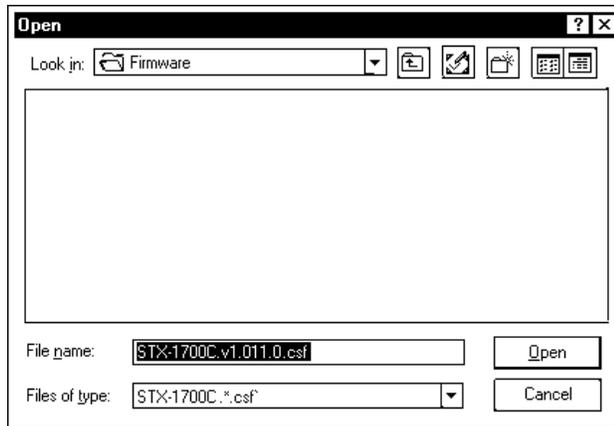 Open
Look in: Firmware
File name: STX-1700C.v1.011.0.csf Open
Files of type: STX-1700C.*.csf` Cancel